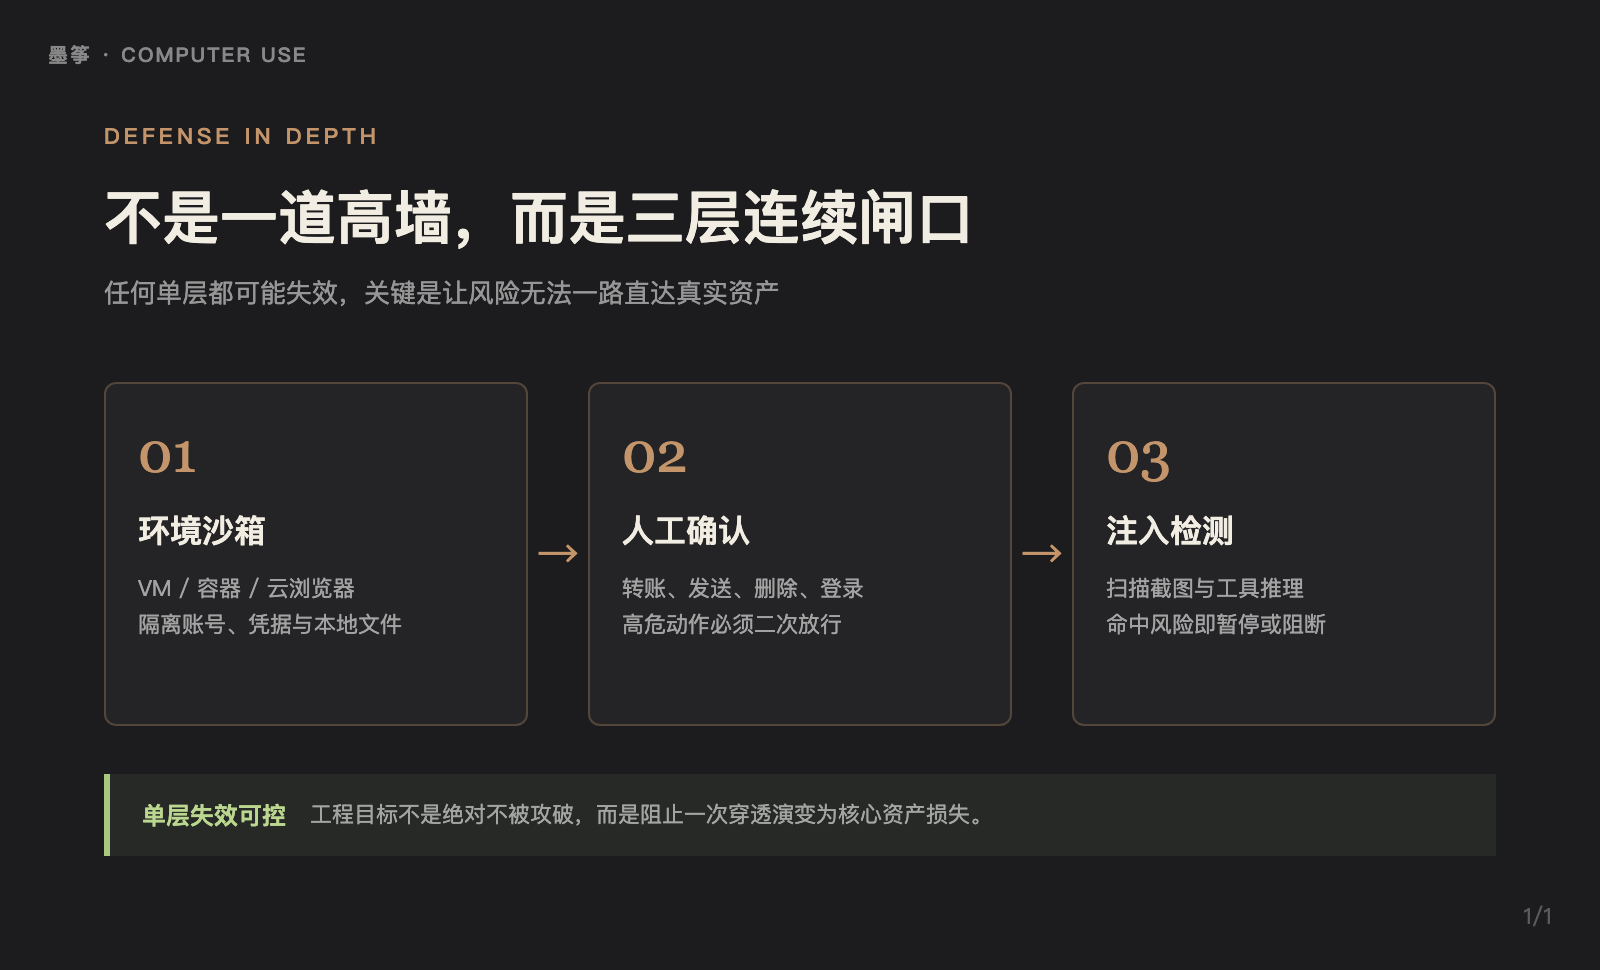 墨筝 · COMPUTER USE
DEFENSE IN DEPTH
不是一道高墙，而是三层连续闸口
任何单层都可能失效，关键是让风险无法一路直达真实资产
01
环境沙箱
VM / 容器 / 云浏览器
隔离账号、凭据与本地文件
→
02
人工确认
转账、发送、删除、登录
高危动作必须二次放行
→
03
注入检测
扫描截图与工具推理
命中风险即暂停或阻断
单层失效可控 工程目标不是绝对不被攻破，而是阻止一次穿透演变为核心资产损失。
1/1